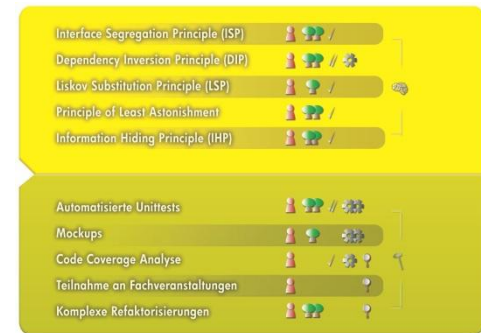 Interface Segregation Principle (ISP)
Dependency Inversion Principle (DIP)
Liskov Substitution Principle (LSP)
Principle of Least Astonishment
Information Hiding Principle (IHP)
Automatisierte Unittests
Mockups
Code Coverage Analyse
Teilnahme an Fachveranstaltungen
Komplexe Refaktorisierungen